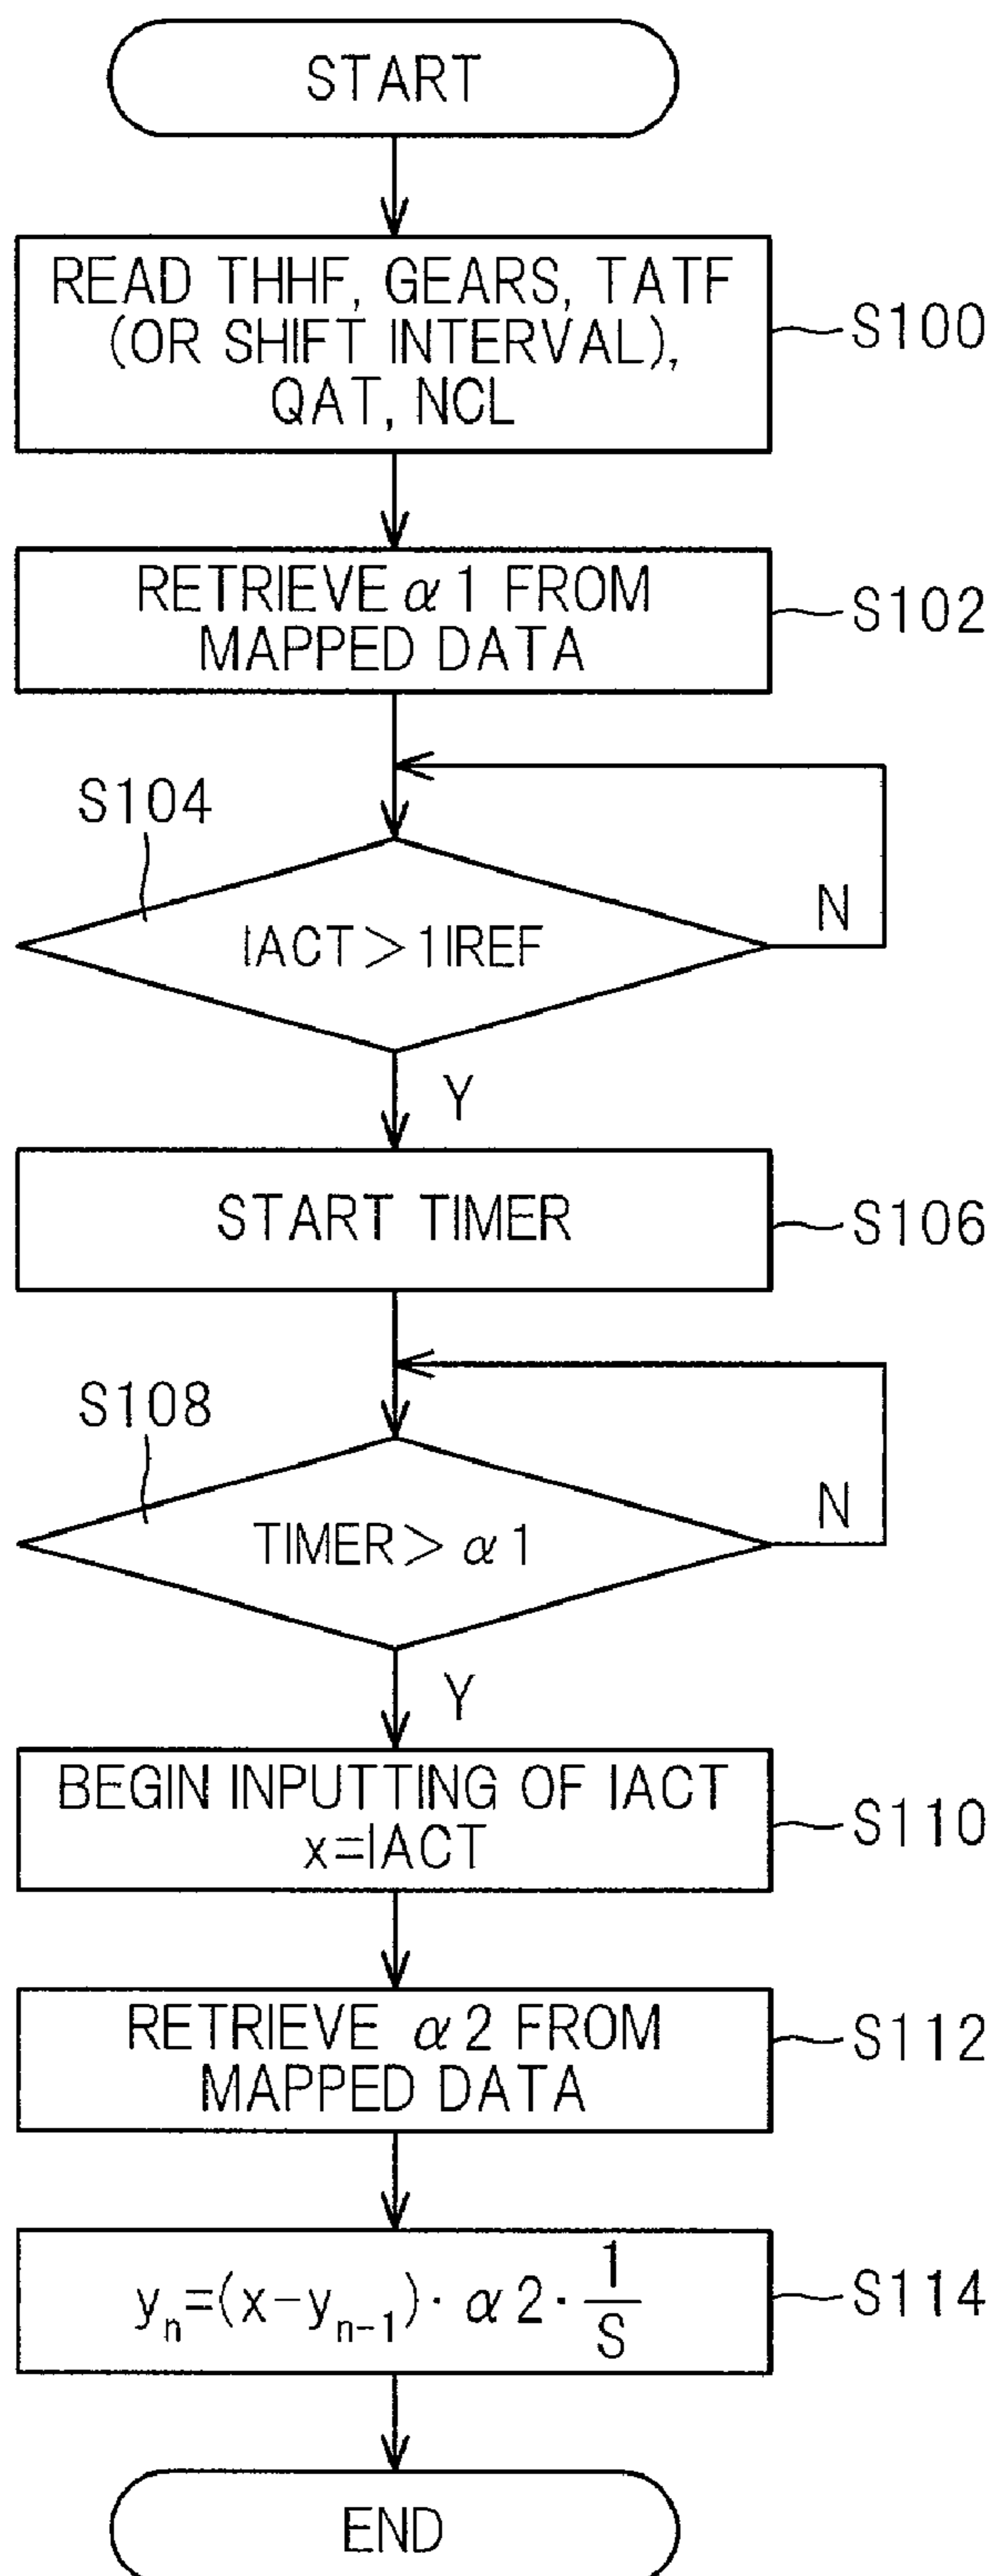 START
READ THHF, GEARS, TATF
(OR SHIFT INTERVAL),
QAT, NCL
S100
RETRIEVE α1 FROM
MAPPED DATA
S102
S104
IACT>1IREF
N
Y
START TIMER
S106
S108
TIMER> α1
N
Y
BEGIN INPUTTING OF IACT
x=IACT
S110
RETRIEVE α2 FROM
MAPPED DATA
S112
yₙ=(x-yₙ₋₁)· α2· 1/S
S114
END